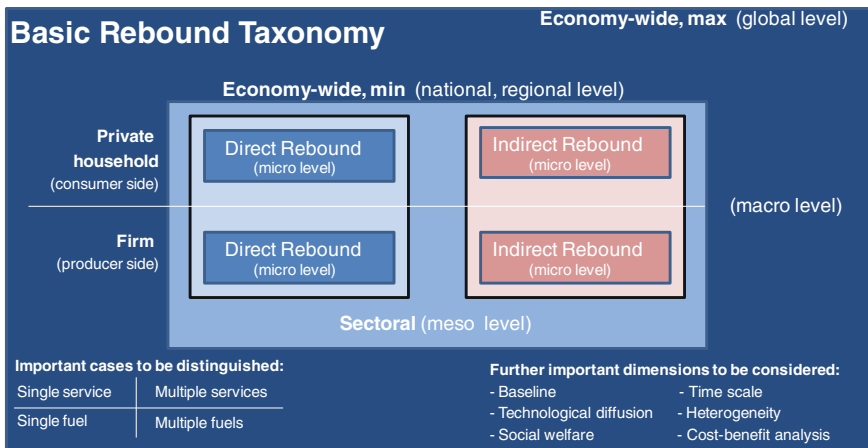 Basic Rebound Taxonomy
Economy-wide, max (global level)
Economy-wide, min (national, regional level)
Private
household
(consumer side)
Direct Rebound
(micro level)
Indirect Rebound
(micro level)
(macro level)
Firm
(producer side)
Direct Rebound
(micro level)
Indirect Rebound
(micro level)
Sectoral (meso level)
Important cases to be distinguished:
Single service
Multiple services
Single fuel
Multiple fuels
Further important dimensions to be considered:
- Baseline
- Time scale
- Technological diffusion
- Heterogeneity
- Social welfare
- Cost-benefit analysis